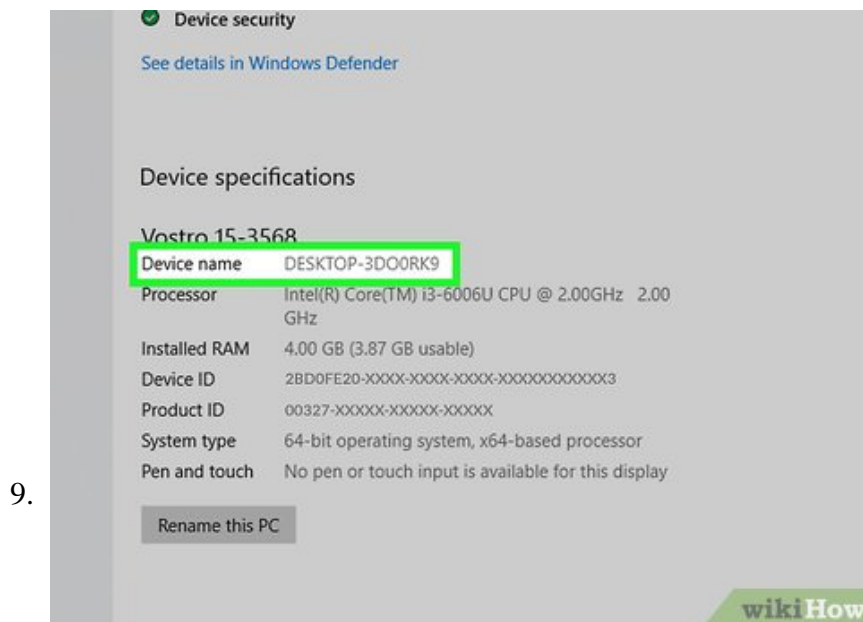 Device security
See details in Windows Defender
Device specifications
Vostro 15-3568
Device name DESKTOP-3DO0RK9
Processor Intel(R) Core(TM) i3-6006U CPU @ 2.00GHz 2.00
GHz
Installed RAM 4.00 GB (3.87 GB usable)
Device ID 2BD0FE20-XXXX-XXXX-XXXX-XXXXXXXXXXX3
Product ID 00327-XXXXX-XXXXX-XXXXX
System type 64-bit operating system, x64-based processor
Pen and touch No pen or touch input is available for this display
9.
Rename this PC
wikiHow